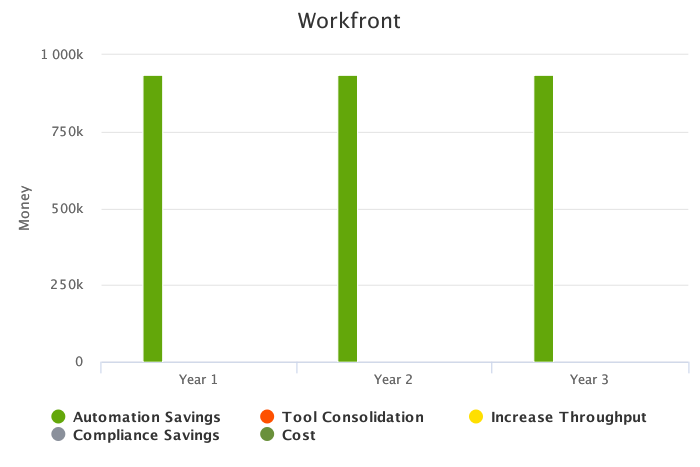 Workfront
1 000k
750k
500k
250k
0
Money
Year 1 Year 2 Year 3
Automation Savings Tool Consolidation Increase Throughput
Compliance Savings Cost